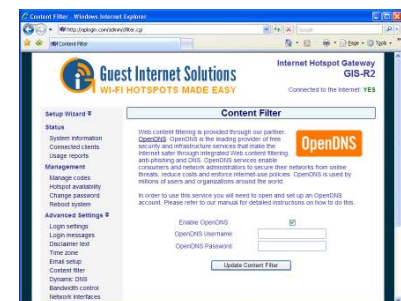 Content Filter - Windows Internet Explorer
http://aplogin.com/admin/cfilter.cgi
Google
Content Filter
Page
Tools
Guest Internet Solutions
WI-FI HOTSPOTS MADE EASY
Internet Hotspot Gateway
GIS-R2
Connected to the Internet: YES
Setup Wizard
Status
System information
Connected clients
Usage reports
Management
Manage codes
Hotspot availability
Change password
Reboot system
Advanced Settings
Login settings
Login messages
Disclaimer text
Time zone
Email setup
Content filter
Dynamic DNS
Bandwidth control
Network interfaces
Content Filter
Web content filtering is provided through our partner,
OpenDNS. OpenDNS is the leading provider of free
security and infrastructure services that make the
internet safer through integrated Web content filtering,
anti-phishing and DNS. OpenDNS services enable
consumers and network administrators to secure their networks from online
threats, reduce costs and enforce internet-use policies. OpenDNS is used by
millions of users and organizations around the world.
OpenDNS
In order to use this service you will need to open and set up an OpenDNS
account. Please refer to our manual for detailed instructions on how to do this.
Enable OpenDNS:
OpenDNS Username:
OpenDNS Password:
Update Content Filter